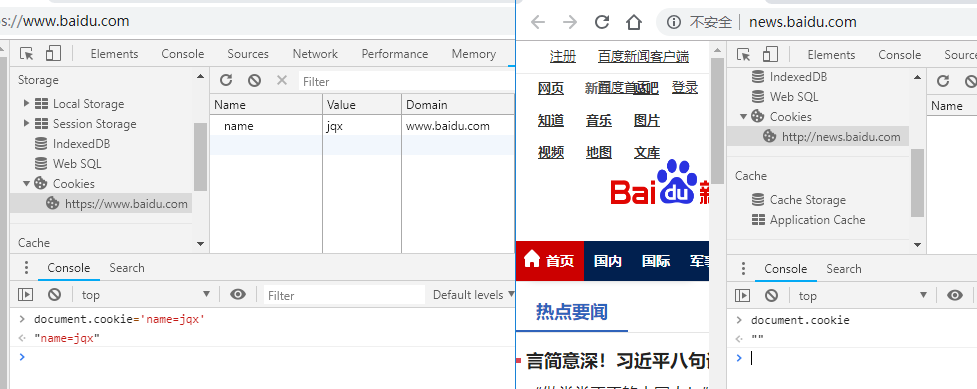 ps://www.baidu.com
Elements Console Sources Network Performance Memory
Storage
Local Storage
Session Storage
IndexedDB
Web SQL
Cookies
https://www.baidu.com
Cache
Filter
Name Value Domain
name jqx www.baidu.com
Console Search
top Filter Default levels
document.cookie='name=jqx'
"name=jqx"
不安全 news.baidu.com
注册 百度新闻客户端
网页 新闻 百度首页 贴吧 登录
知道 音乐 图片
视频 地图 文库
Bai du 新
首页 国内 国际 军事
热点要闻
言简意深！习近平八句
Elements Console Sources
IndexedDB
Web SQL
Cookies
http://news.baidu.com
Cache
Cache Storage
Application Cache
Name
Console Search
top
document.cookie
""